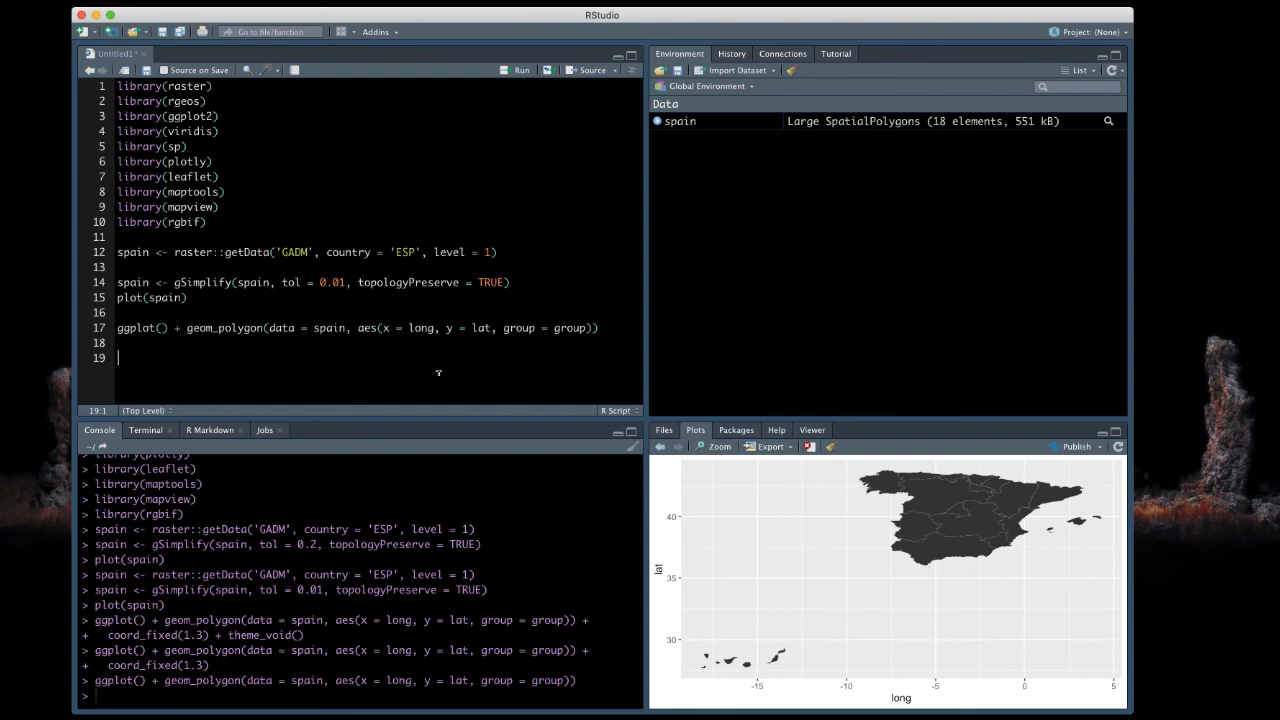 RStudio
Go to file/function
Addins
Project: (None)
Untitled1*
Source on Save
Run
Source
1 library(raster)
2 library(rgeos)
3 library(ggplot2)
4 library(viridis)
5 library(sp)
6 library(plotly)
7 library(leaflet)
8 library(maptools)
9 library(mapview)
10 library(rgbif)
11
12 spain <- raster::getData('GADM', country = 'ESP', level = 1)
13
14 spain <- gSimplify(spain, tol = 0.01, topologyPreserve = TRUE)
15 plot(spain)
16
17 ggplot() + geom_polygon(data = spain, aes(x = long, y = lat, group = group))
18
19
19:1 (Top Level) R Script
Console Terminal R Markdown Jobs
~/
> library(plotly)
> library(leaflet)
> library(maptools)
> library(mapview)
> library(rgbif)
> spain <- raster::getData('GADM', country = 'ESP', level = 1)
> spain <- gSimplify(spain, tol = 0.2, topologyPreserve = TRUE)
> plot(spain)
> spain <- raster::getData('GADM', country = 'ESP', level = 1)
> spain <- gSimplify(spain, tol = 0.01, topologyPreserve = TRUE)
> plot(spain)
> ggplot() + geom_polygon(data = spain, aes(x = long, y = lat, group = group)) +
+ coord_fixed(1.3) + theme_void()
> ggplot() + geom_polygon(data = spain, aes(x = long, y = lat, group = group)) +
+ coord_fixed(1.3)
> ggplot() + geom_polygon(data = spain, aes(x = long, y = lat, group = group))
>
Environment History Connections Tutorial
Import Dataset
List
Global Environment
Data
spain Large SpatialPolygons (18 elements, 551 kB)
Files Plots Packages Help Viewer
Zoom Export Publish
40
35
30
lat
-15 -10 -5 0 5
long